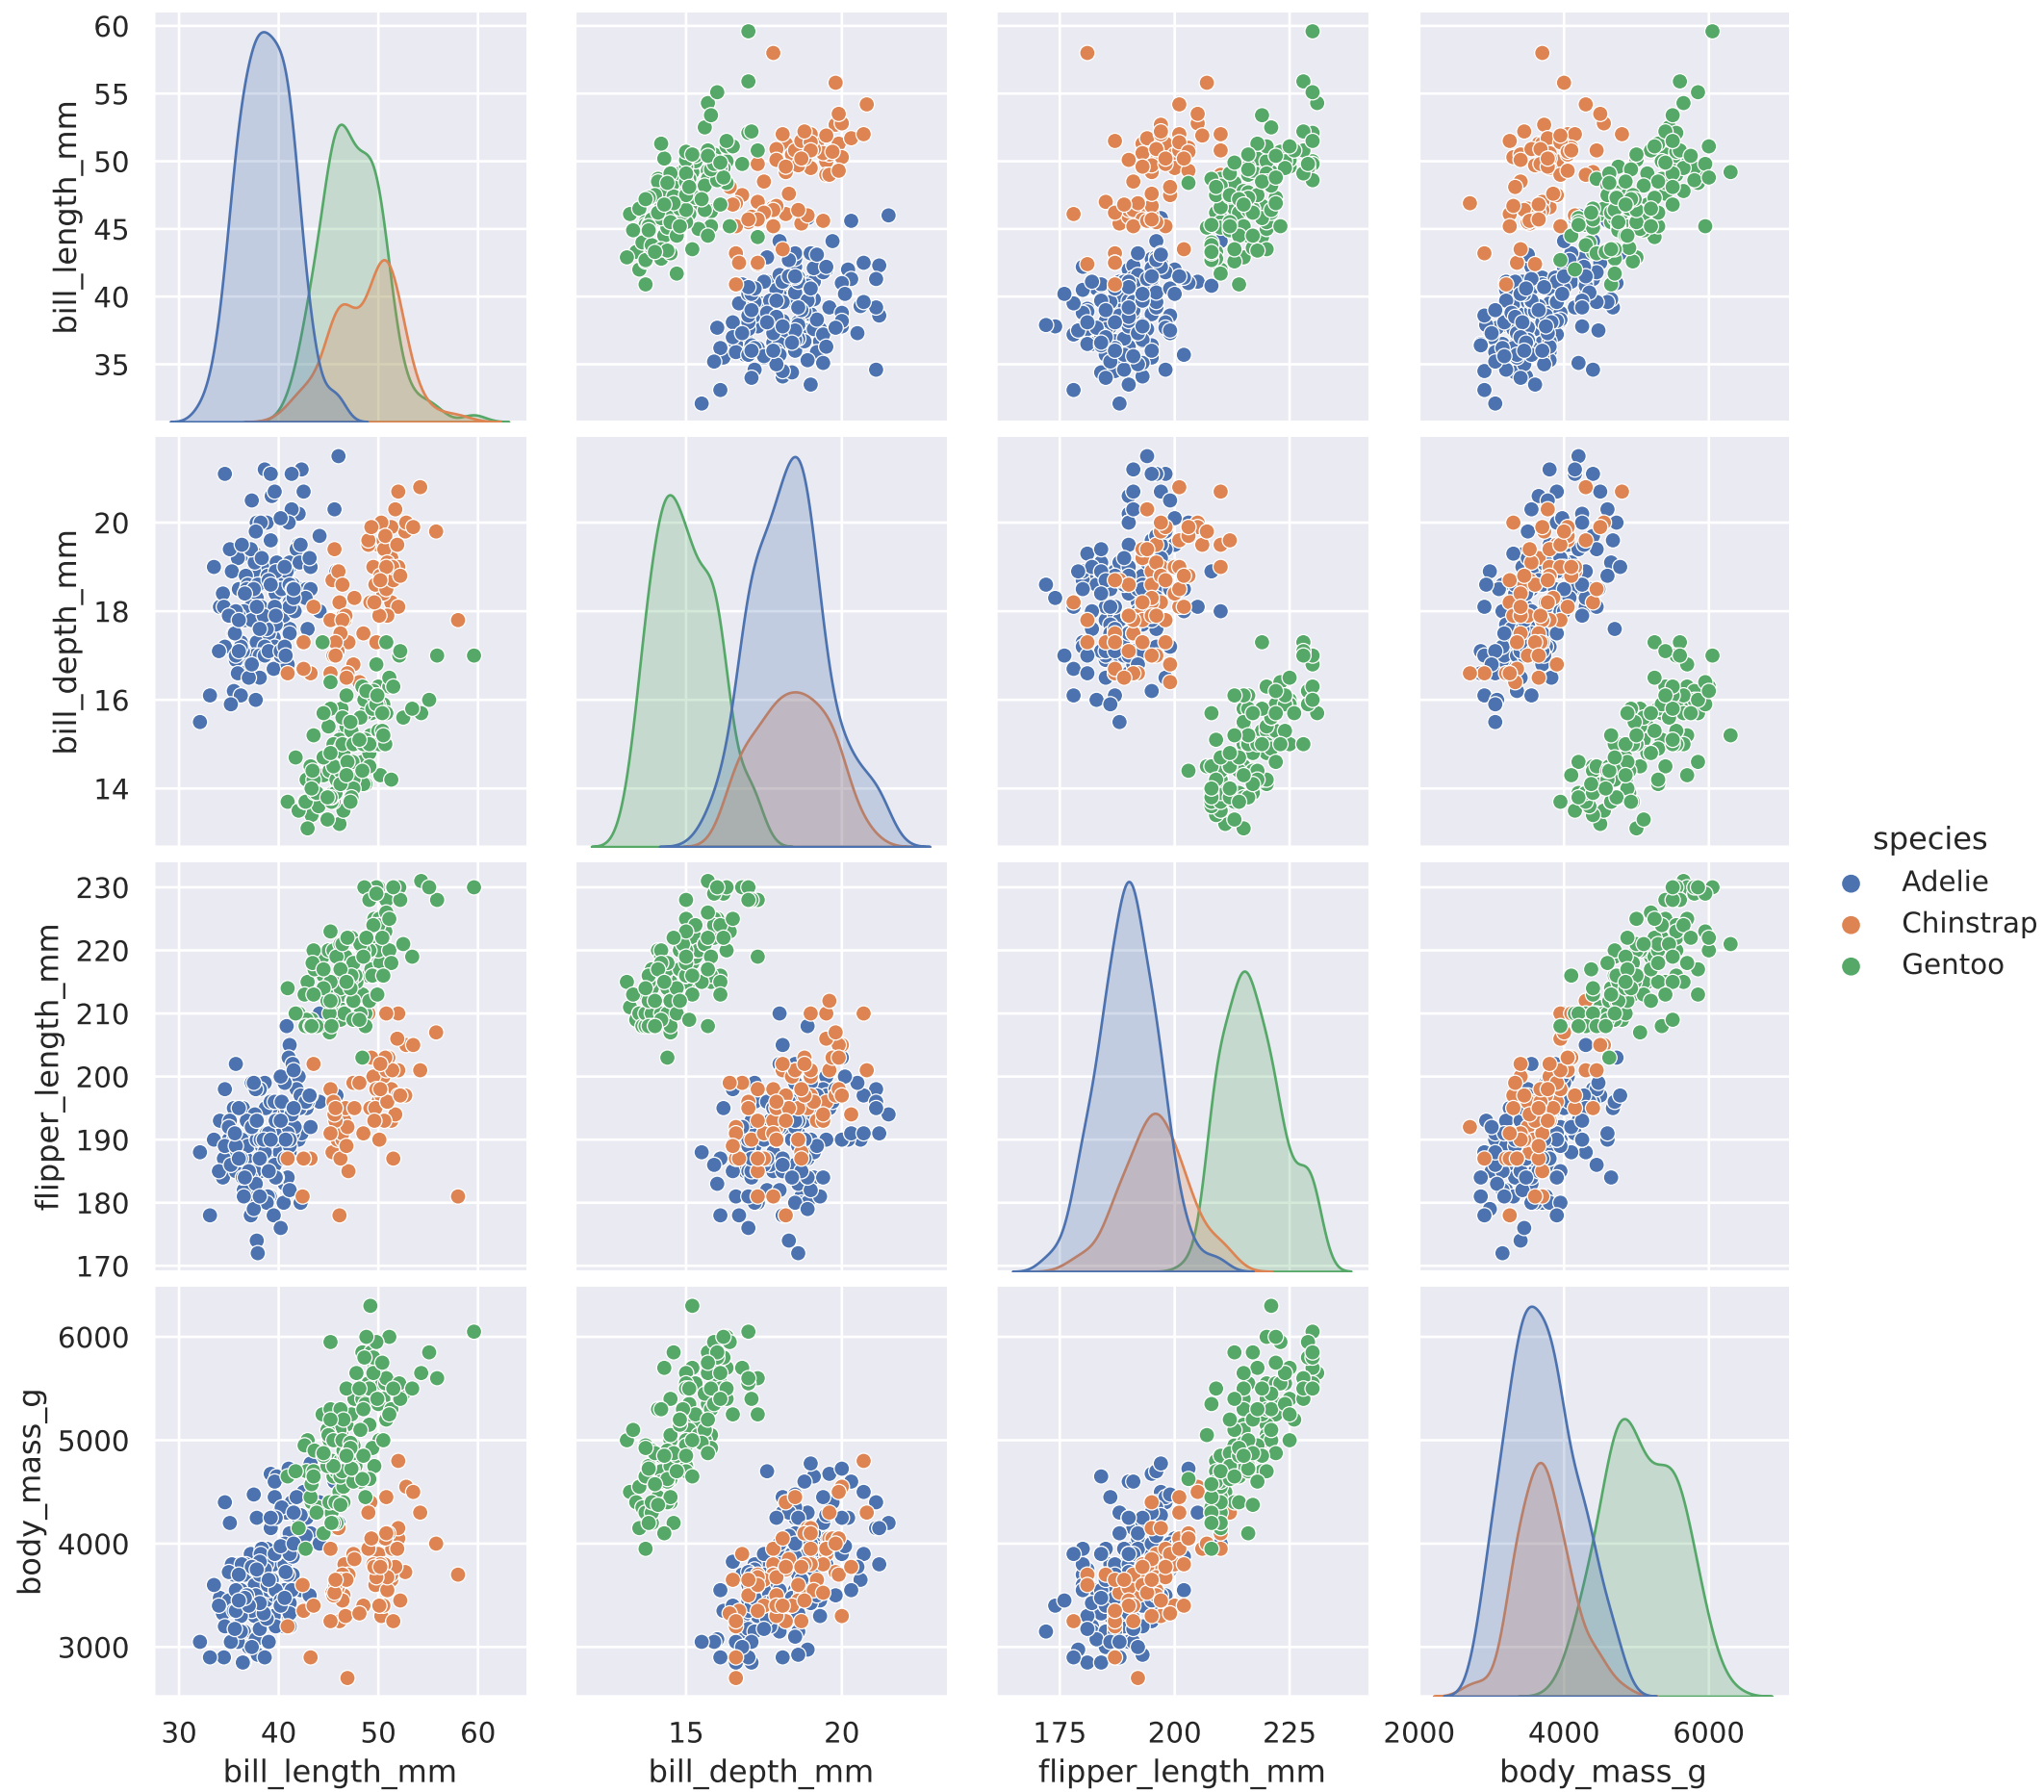 60
55
50
45
40
35
bill_length_mm
20
18
16
14
bill_depth_mm
species
Adelie
Chinstrap
Gentoo
230
220
210
200
190
180
170
flipper_length_mm
6000
5000
4000
3000
body_mass_g
30 40 50 60
15 20
175 200 225
2000 4000 6000
bill_length_mm
bill_depth_mm
flipper_length_mm
body_mass_g